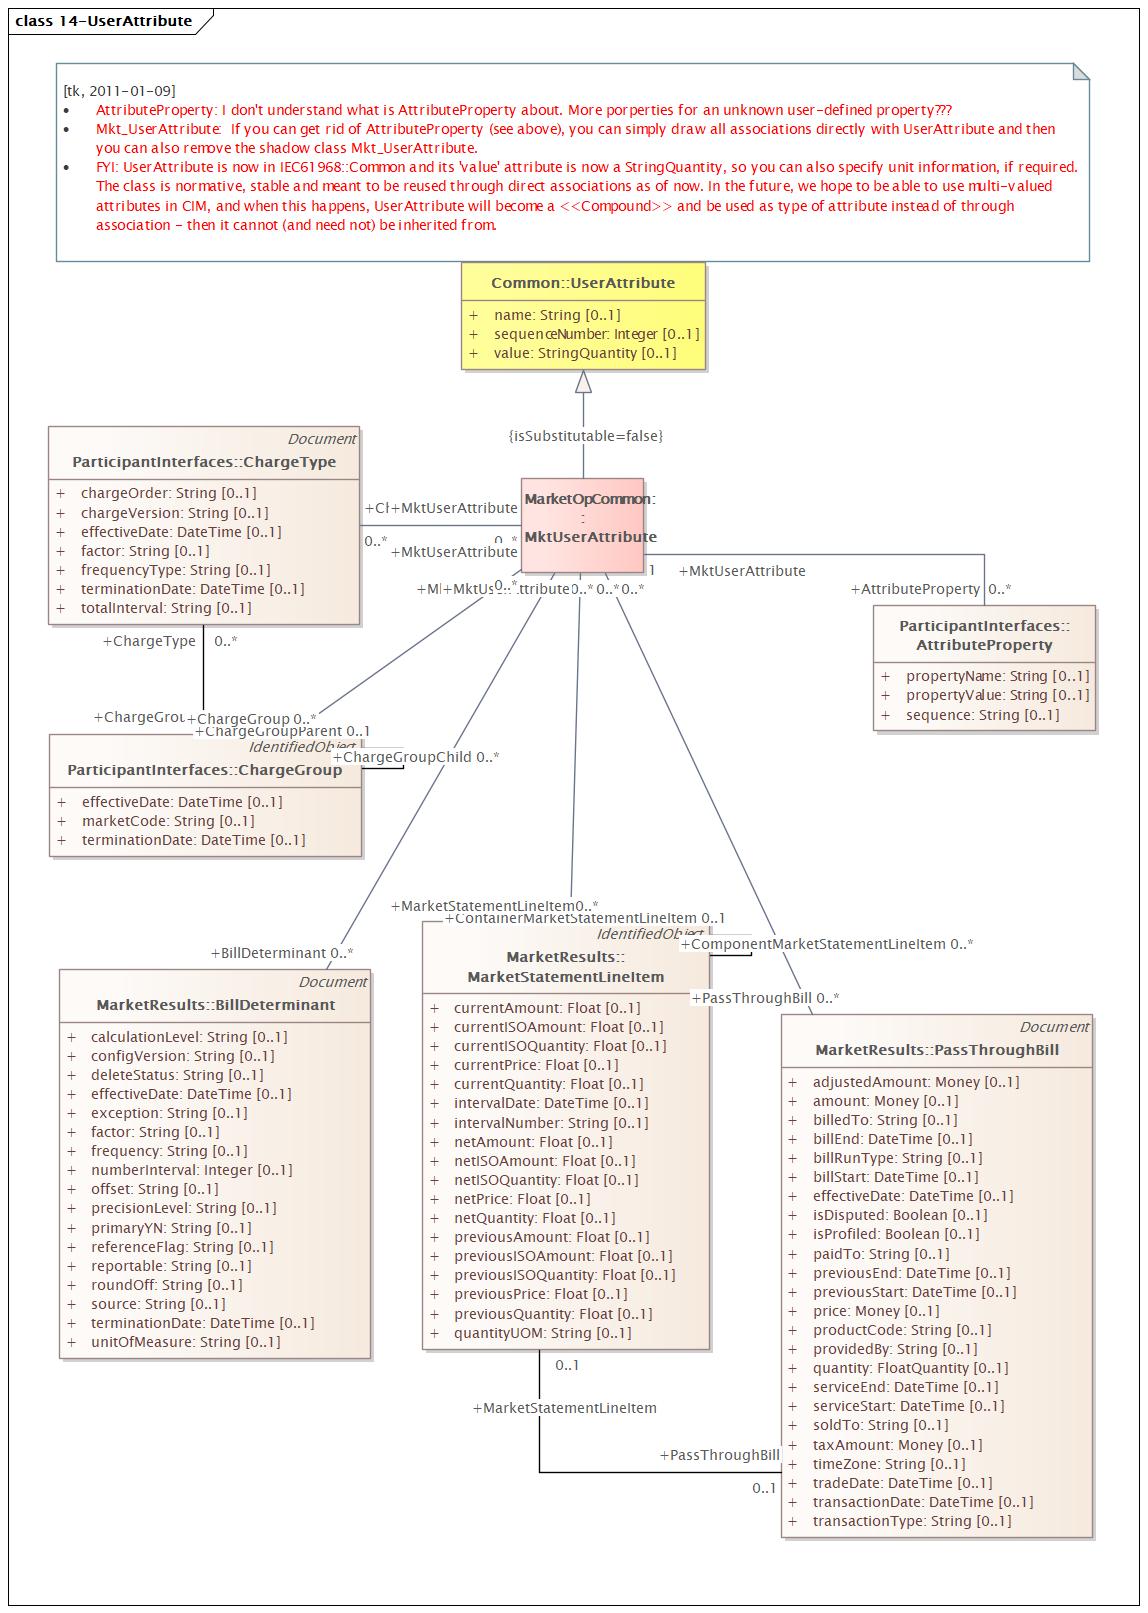 class 14-UserAttribute
[tk, 2011-01-09]
• AttributeProperty: I don't understand what is AttributeProperty about. More porperties for an unknown user-defined property???
• Mkt_UserAttribute: If you can get rid of AttributeProperty (see above), you can simply draw all associations directly with UserAttribute and then
you can also remove the shadow class Mkt_UserAttribute.
• FYI: UserAttribute is now in IEC61968::Common and its 'value' attribute is now a StringQuantity, so you can also specify unit information, if required.
The class is normative, stable and meant to be reused through direct associations as of now. In the future, we hope to be able to use multi-valued
attributes in CIM, and when this happens, UserAttribute will become a <<Compound>> and be used as type of attribute instead of through
association - then it cannot (and need not) be inherited from.
Common::UserAttribute
+ name: String [0..1]
+ sequenceNumber: Integer [0..1]
+ value: StringQuantity [0..1]
{isSubstitutable=false}
Document
ParticipantInterfaces::ChargeType
+ chargeOrder: String [0..1]
+ chargeVersion: String [0..1]
+ effectiveDate: DateTime [0..1]
+ factor: String [0..1]
+ frequencyType: String [0..1]
+ terminationDate: DateTime [0..1]
+ totalInterval: String [0..1]
MarketOpCommon:
:
MktUserAttribute
+MktUserAttribute
0..*
0..*
+MktUserAttribute
0..*
0..* 0..* 0..*
1
+MktUserAttribute
+AttributeProperty 0..*
ParticipantInterfaces::
AttributeProperty
+ propertyName: String [0..1]
+ propertyValue: String [0..1]
+ sequence: String [0..1]
+ChargeType 0..*
+ChargeGroup 0..*
+ChargeGroupParent 0..1
IdentifiedObject
+ChargeGroupChild 0..*
ParticipantInterfaces::ChargeGroup
+ effectiveDate: DateTime [0..1]
+ marketCode: String [0..1]
+ terminationDate: DateTime [0..1]
+BillDeterminant 0..*
Document
MarketResults::BillDeterminant
+ calculationLevel: String [0..1]
+ configVersion: String [0..1]
+ deleteStatus: String [0..1]
+ effectiveDate: DateTime [0..1]
+ exception: String [0..1]
+ factor: String [0..1]
+ frequency: String [0..1]
+ numberInterval: Integer [0..1]
+ offset: String [0..1]
+ precisionLevel: String [0..1]
+ primaryYN: String [0..1]
+ referenceFlag: String [0..1]
+ reportable: String [0..1]
+ roundOff: String [0..1]
+ source: String [0..1]
+ terminationDate: DateTime [0..1]
+ unitOfMeasure: String [0..1]
+MarketStatementLineItem 0..*
+ContainerMarketStatementLineItem 0..1
IdentifiedObject
+ComponentMarketStatementLineItem 0..*
MarketResults::
MarketStatementLineItem
+ currentAmount: Float [0..1]
+ currentISOAmount: Float [0..1]
+ currentISOQuantity: Float [0..1]
+ currentPrice: Float [0..1]
+ currentQuantity: Float [0..1]
+ intervalDate: DateTime [0..1]
+ intervalNumber: String [0..1]
+ netAmount: Float [0..1]
+ netISOAmount: Float [0..1]
+ netISOQuantity: Float [0..1]
+ netPrice: Float [0..1]
+ netQuantity: Float [0..1]
+ previousAmount: Float [0..1]
+ previousISOAmount: Float [0..1]
+ previousISOQuantity: Float [0..1]
+ previousPrice: Float [0..1]
+ previousQuantity: Float [0..1]
+ quantityUOM: String [0..1]
0..1
+MarketStatementLineItem
+PassThroughBill
0..1
+PassThroughBill 0..*
Document
MarketResults::PassThroughBill
+ adjustedAmount: Money [0..1]
+ amount: Money [0..1]
+ billedTo: String [0..1]
+ billEnd: DateTime [0..1]
+ billRunType: String [0..1]
+ billStart: DateTime [0..1]
+ effectiveDate: DateTime [0..1]
+ isDisputed: Boolean [0..1]
+ isProfiled: Boolean [0..1]
+ paidTo: String [0..1]
+ previousEnd: DateTime [0..1]
+ previousStart: DateTime [0..1]
+ price: Money [0..1]
+ productCode: String [0..1]
+ providedBy: String [0..1]
+ quantity: FloatQuantity [0..1]
+ serviceEnd: DateTime [0..1]
+ serviceStart: DateTime [0..1]
+ soldTo: String [0..1]
+ taxAmount: Money [0..1]
+ timeZone: String [0..1]
+ tradeDate: DateTime [0..1]
+ transactionDate: DateTime [0..1]
+ transactionType: String [0..1]